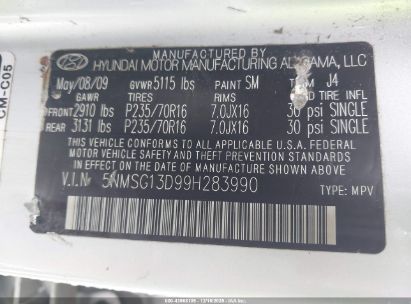 MANUFACTURED BY
HYUNDAI MOTOR MANUFACTURING ALABAMA, LLC
May/08/09 GVWR 5115 lbs PAINT SM TRIM J4
GAWR TIRES RIMS COLD TIRE INFL.
FRONT 2910 lbs P235/70R16 7.0JX16 30 psi SINGLE
REAR 3131 lbs P235/70R16 7.0JX16 30 psi SINGLE
THIS VEHICLE CONFORMS TO ALL APPLICABLE U.S.A. FEDERAL
MOTOR VEHICLE SAFETY AND THEFT PREVENTION STANDARDS
IN EFFECT ON THE DATE OF MANUFACTURE SHOWN ABOVE.
V.I.N: 5NMSG13D99H283990 TYPE: MPV
CM-C05